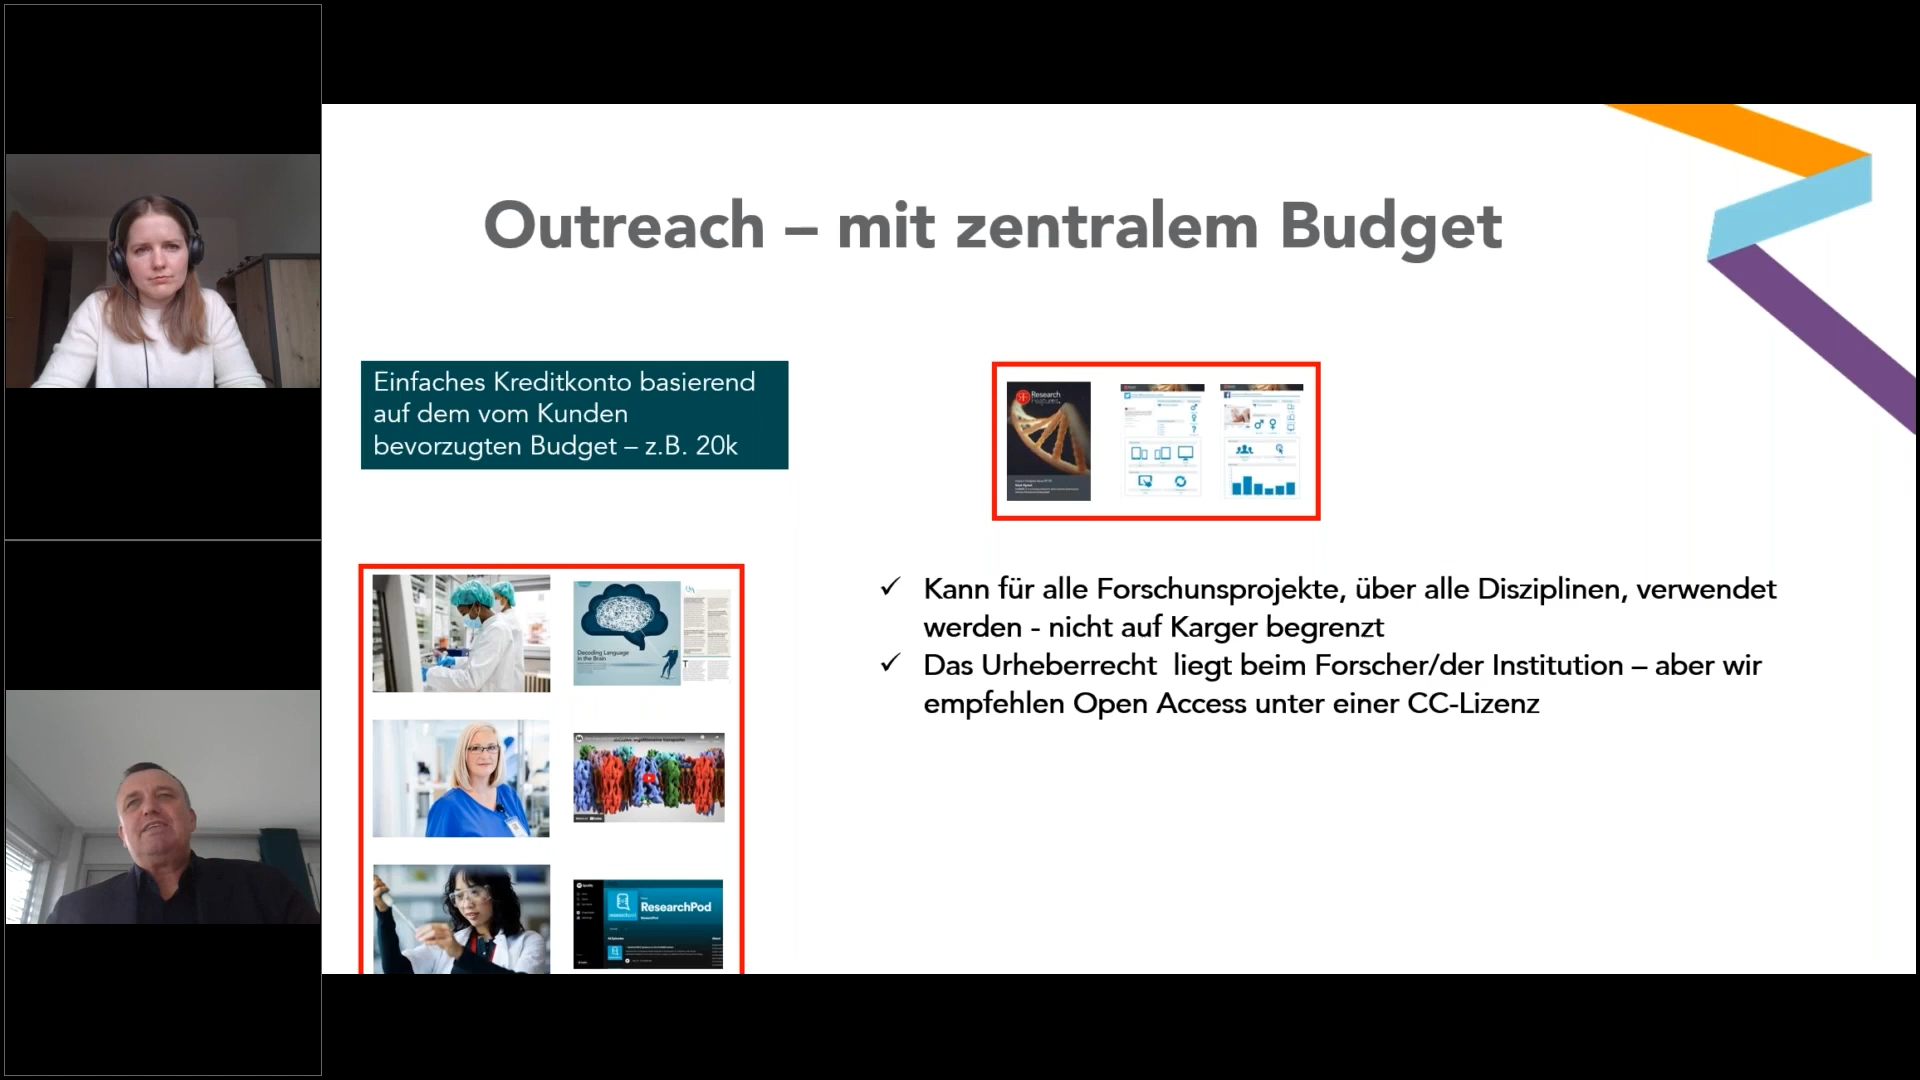 Outreach – mit zentralem Budget
Einfaches Kreditkonto basierend
auf dem vom Kunden
bevorzugten Budget – z.B. 20k
Research
Features
Kann für alle Forschunsprojekte, über alle Disziplinen, verwendet
werden - nicht auf Karger begrenzt
Das Urheberrecht liegt beim Forscher/der Institution – aber wir
empfehlen Open Access unter einer CC-Lizenz
Decoding Language
in the Brain
ResearchPod